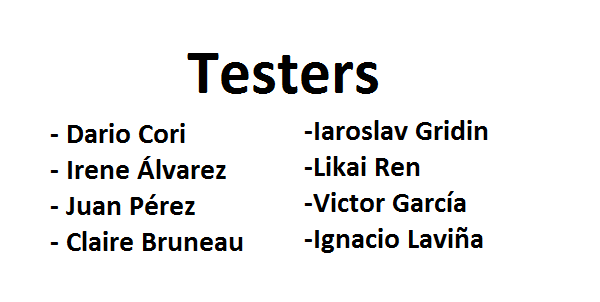 Testers
- Dario Cori
- Irene Álvarez
- Juan Pérez
- Claire Bruneau
-Iaroslav Gridin
-Likai Ren
-Victor García
-Ignacio Laviña